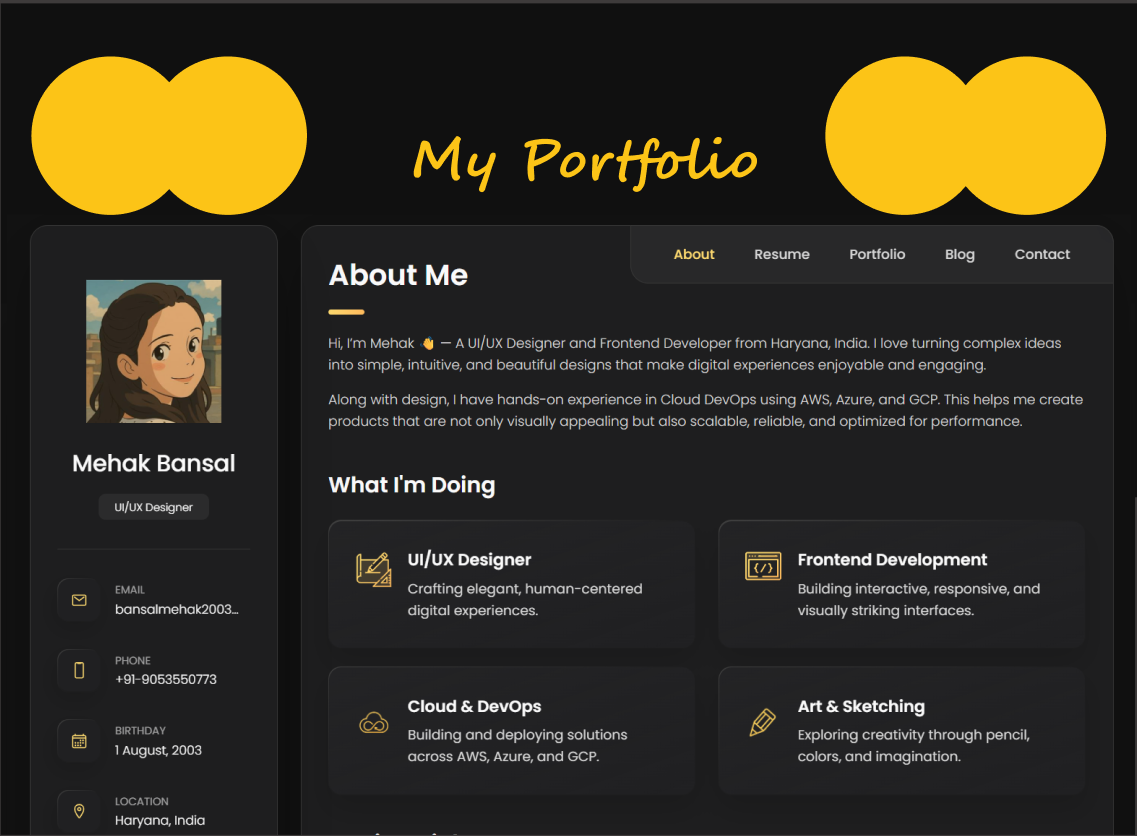 My Portfolio
Mehak Bansal
UI/UX Designer
EMAIL
bansalmehak2003...
PHONE
+91-9053550773
BIRTHDAY
1 August, 2003
LOCATION
Haryana, India
About Resume Portfolio Blog Contact
About Me
Hi, I'm Mehak 👋 — A UI/UX Designer and Frontend Developer from Haryana, India. I love turning complex ideas
into simple, intuitive, and beautiful designs that make digital experiences enjoyable and engaging.
Along with design, I have hands-on experience in Cloud DevOps using AWS, Azure, and GCP. This helps me create
products that are not only visually appealing but also scalable, reliable, and optimized for performance.
What I'm Doing
UI/UX Designer
Crafting elegant, human-centered
digital experiences.
Frontend Development
Building interactive, responsive, and
visually striking interfaces.
Cloud & DevOps
Building and deploying solutions
across AWS, Azure, and GCP.
Art & Sketching
Exploring creativity through pencil,
colors, and imagination.